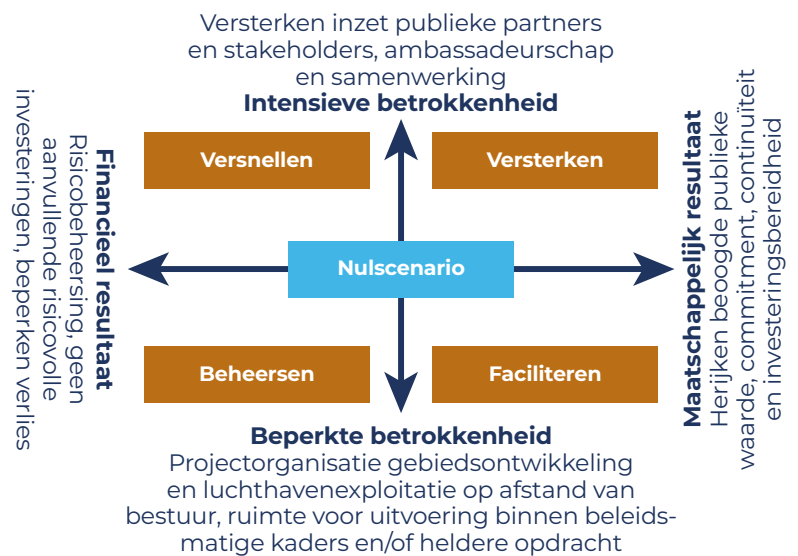 Versterken inzet publieke partners
en stakeholders, ambassadeurschap
en samenwerking
Intensieve betrokkenheid
Financieel resultaat
Risicobeheersing, geen
aanvullende risicovolle
investeringen, beperken verlies
Versnellen
Versterken
Nulscenario
Beheersen
Faciliteren
Maatschappelijk resultaat
Herijken beoogde publieke
waarde, commitment, continuïteit
en investeringsbereidheid
Beperkte betrokkenheid
Projectorganisatie gebiedsontwikkeling
en luchthavenexploitatie op afstand van
bestuur, ruimte voor uitvoering binnen beleids-
matige kaders en/of heldere opdracht